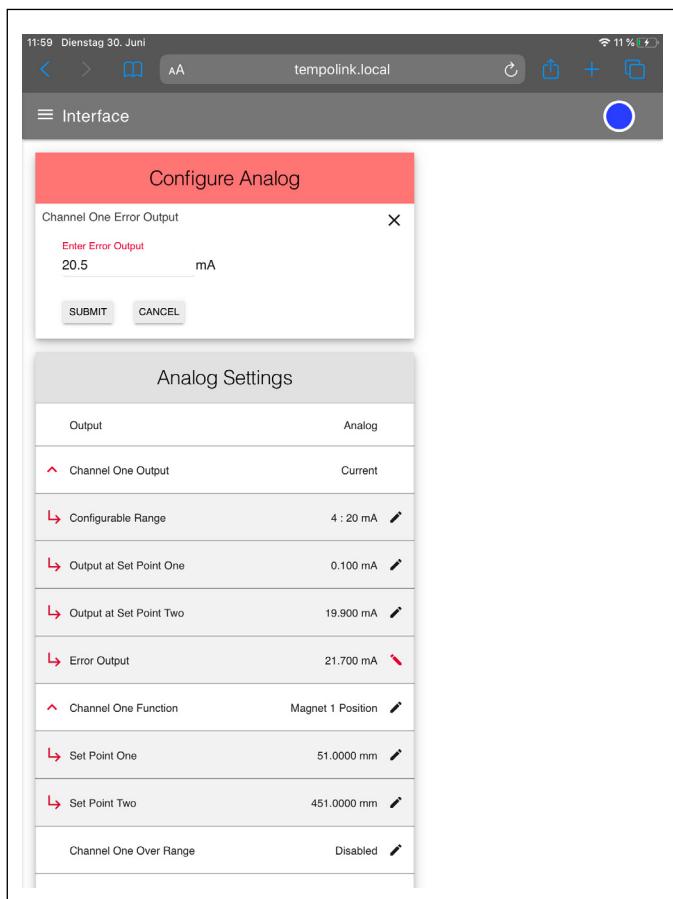 11:59 Dienstag 30. Juni
11 %
AA
tempolink.local
Interface
Configure Analog
Channel One Error Output
Enter Error Output
20.5 mA
SUBMIT CANCEL
Analog Settings
Output Analog
Channel One Output Current
Configurable Range 4 : 20 mA
Output at Set Point One 0.100 mA
Output at Set Point Two 19.900 mA
Error Output 21.700 mA
Channel One Function Magnet 1 Position
Set Point One 51.0000 mm
Set Point Two 451.0000 mm
Channel One Over Range Disabled